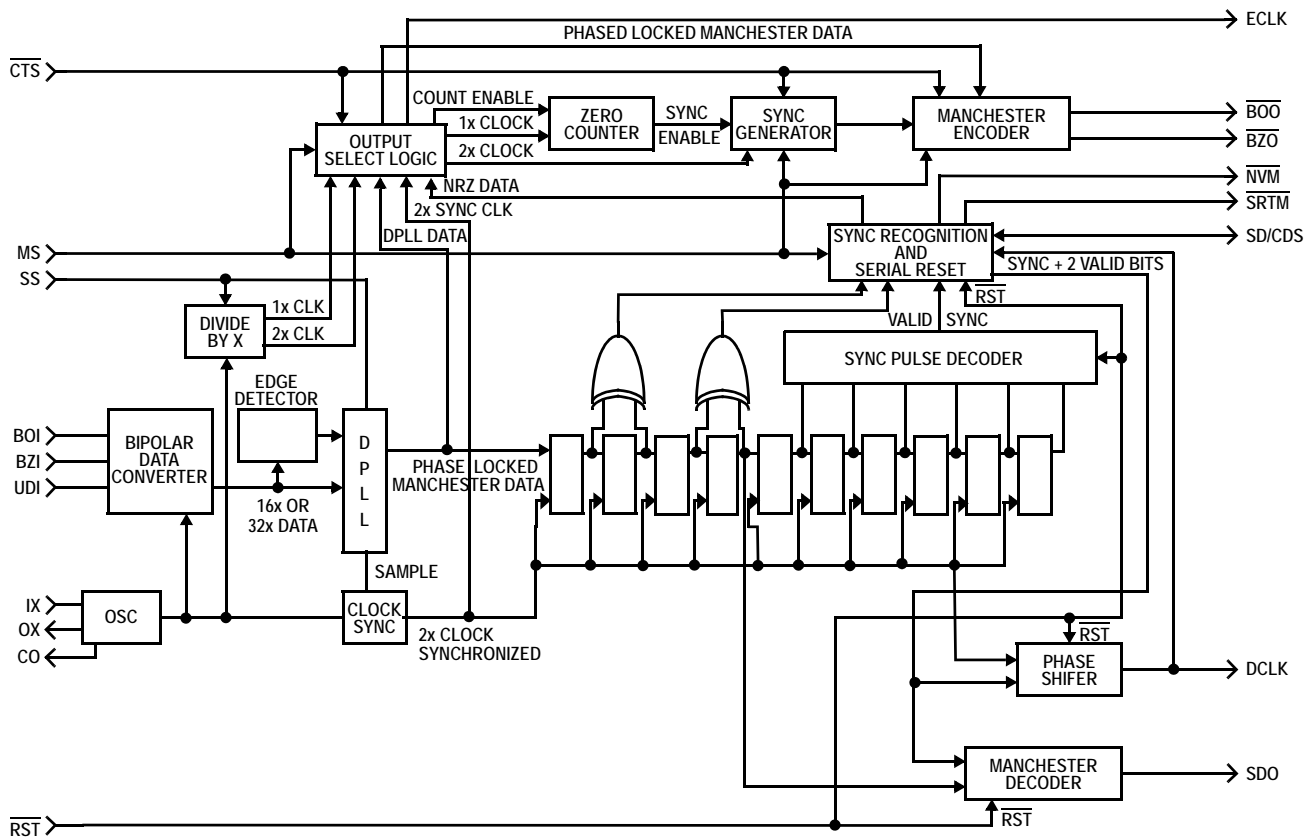 ECLK
PHASED LOCKED MANCHESTER DATA
CTS
COUNT ENABLE
1x CLOCK
2x CLOCK
OUTPUT
SELECT LOGIC
ZERO
COUNTER
SYNC
ENABLE
SYNC
GENERATOR
MANCHESTER
ENCODER
BOO
BZO
NVM
SRTM
NRZ DATA
2x SYNC CLK
DPLL DATA
SYNC RECOGNITION
AND
SERIAL RESET
SD/CDS
SYNC + 2 VALID BITS
MS
SS
1x CLK
2x CLK
DIVIDE
BY X
RST
VALID
SYNC
SYNC PULSE DECODER
EDGE
DETECTOR
BOI
BZI
UDI
BIPOLAR
DATA
CONVERTER
D
P
L
L
PHASE LOCKED
MANCHESTER DATA
16x OR
32x DATA
SAMPLE
IX
OX
CO
OSC
CLOCK
SYNC
2x CLOCK
SYNCHRONIZED
RST
PHASE
SHIFER
DCLK
MANCHESTER
DECODER
SDO
RST
RST